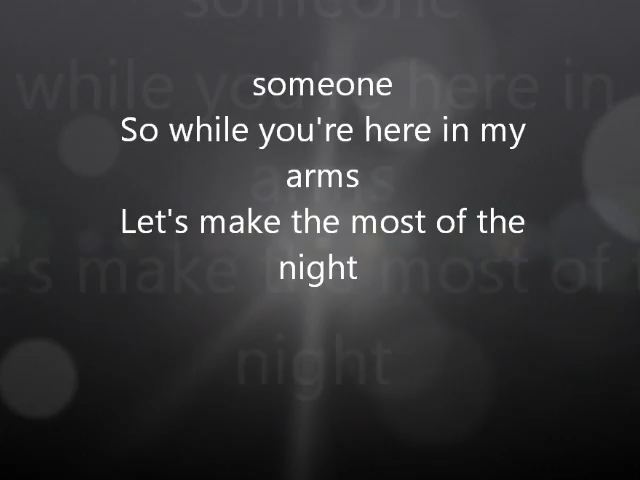 someone
So while you're here in my
arms
Let's make the most of the
night